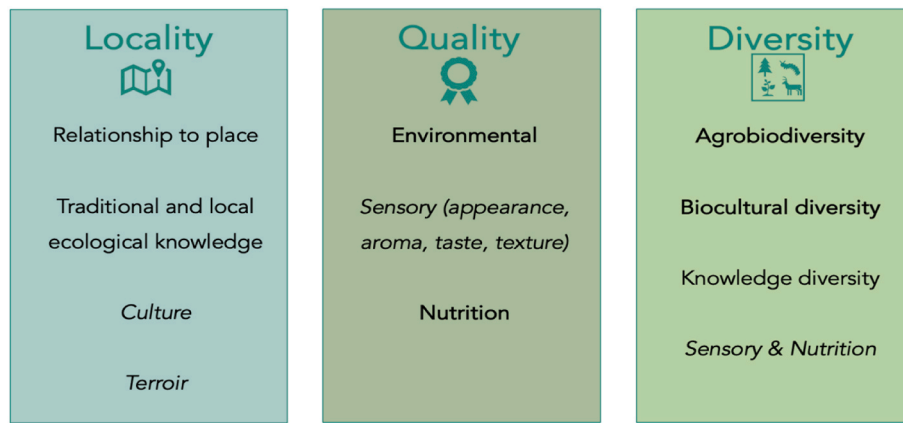 Locality
Relationship to place
Traditional and local
ecological knowledge
Culture
Terroir
Quality
Environmental
Sensory (appearance,
aroma, taste, texture)
Nutrition
Diversity
Agrobiodiversity
Biocultural diversity
Knowledge diversity
Sensory & Nutrition